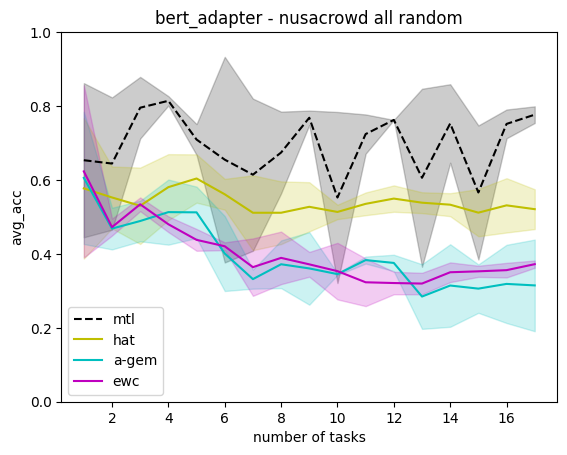 bert_adapter - nusacrowd all random
1.0
0.8
0.6
0.4
0.2
0.0
avg_acc
mtl
hat
a-gem
ewc
2 4 6 8 10 12 14 16
number of tasks